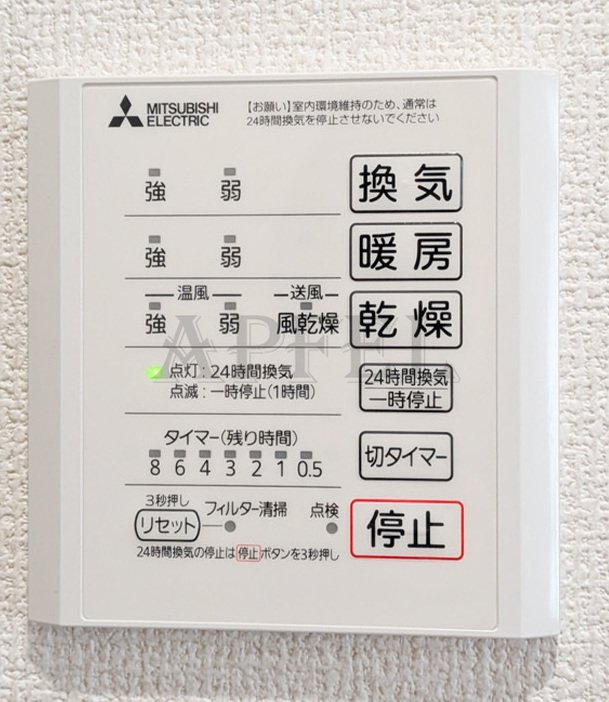 MITSUBISHI
ELECTRIC
【お願い】室内環境維持のため、通常は
24時間換気を停止させないでください
強 弱 換気
強 弱 暖房
温風 送風
強 弱 風乾燥 乾燥
APFEL
点灯:24時間換気
点滅:一時停止(1時間)
24時間換気
一時停止
タイマー(残り時間)
8 6 4 3 2 1 0.5
切タイマー
3秒押し
リセット フィルター清掃 点検
停止
24時間換気の停止は停止ボタンを3秒押し